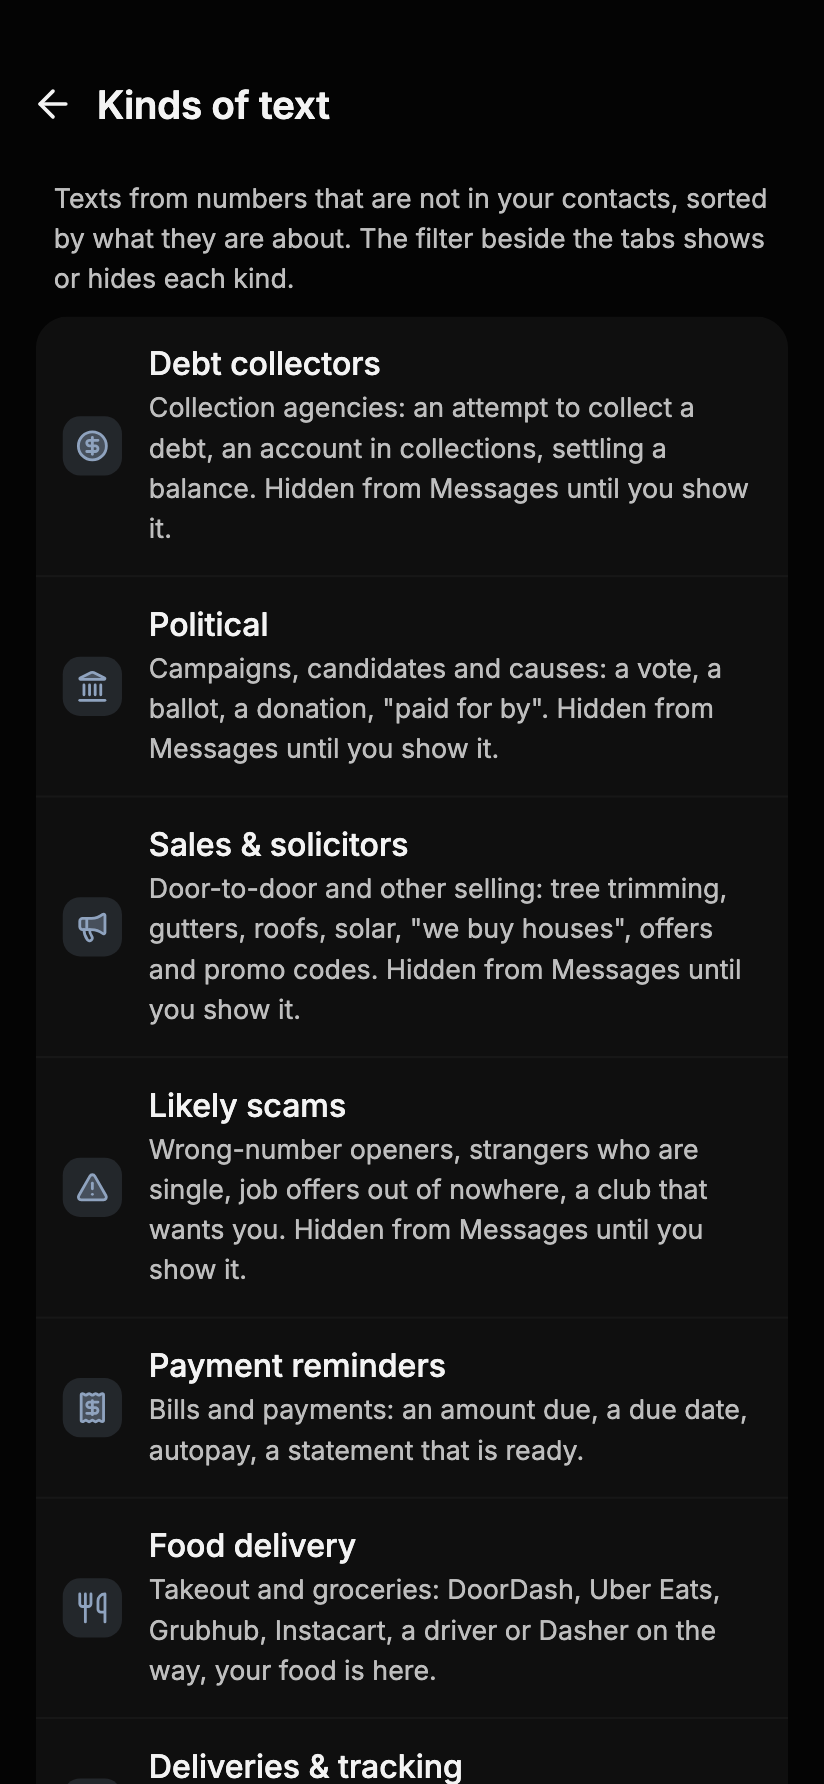 Kinds of text
Texts from numbers that are not in your contacts, sorted
by what they are about. The filter beside the tabs shows
or hides each kind.
Debt collectors
Collection agencies: an attempt to collect a
debt, an account in collections, settling a
balance. Hidden from Messages until you show
it.
Political
Campaigns, candidates and causes: a vote, a
ballot, a donation, "paid for by". Hidden from
Messages until you show it.
Sales & solicitors
Door-to-door and other selling: tree trimming,
gutters, roofs, solar, "we buy houses", offers
and promo codes. Hidden from Messages until
you show it.
Likely scams
Wrong-number openers, strangers who are
single, job offers out of nowhere, a club that
wants you. Hidden from Messages until you
show it.
Payment reminders
Bills and payments: an amount due, a due date,
autopay, a statement that is ready.
Food delivery
Takeout and groceries: DoorDash, Uber Eats,
Grubhub, Instacart, a driver or Dasher on the
way, your food is here.
Deliveries & tracking